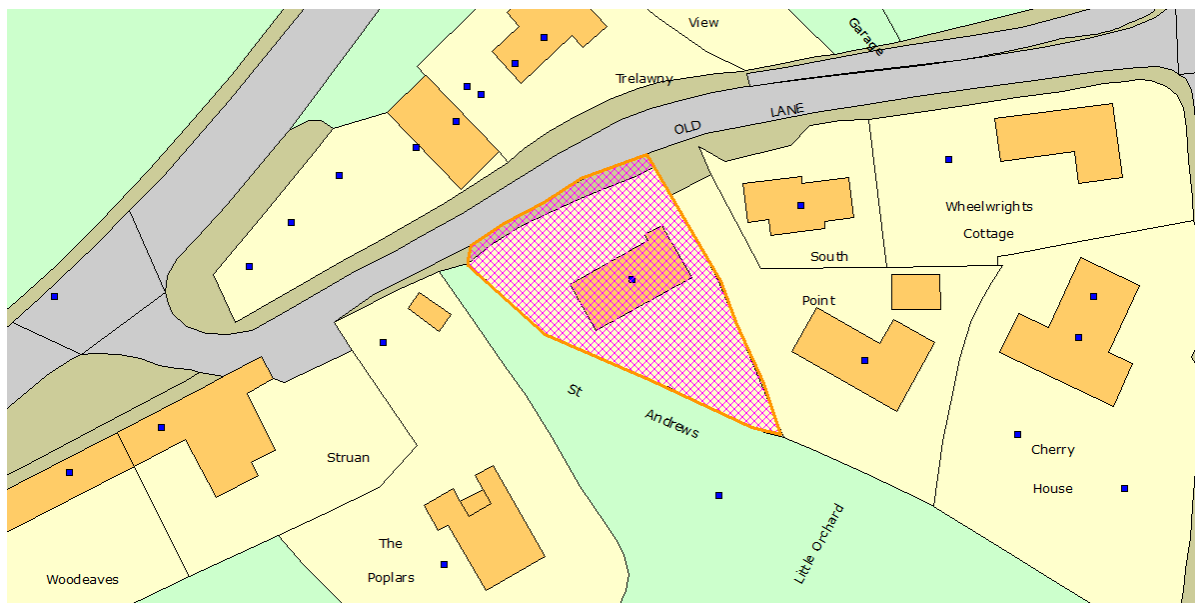 View
Garage
Trelawny
OLD LANE
Wheelwrights
Cottage
South
Point
St Andrews
Cherry
House
Struan
Little Orchard
The
Poplars
Woodeaves